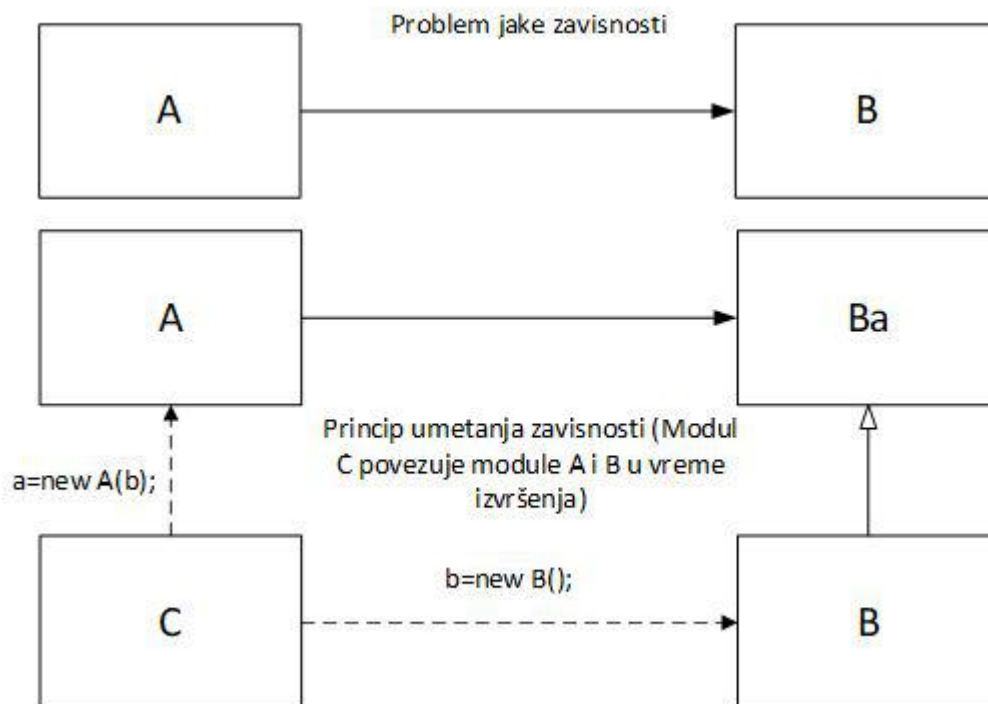 Problem jake zavisnosti
A
B
A
Ba
Princip umetanja zavisnosti (Modul
C povezuje module A i B u vreme
izvršenja)
a=new A(b);
b=new B();
C
B